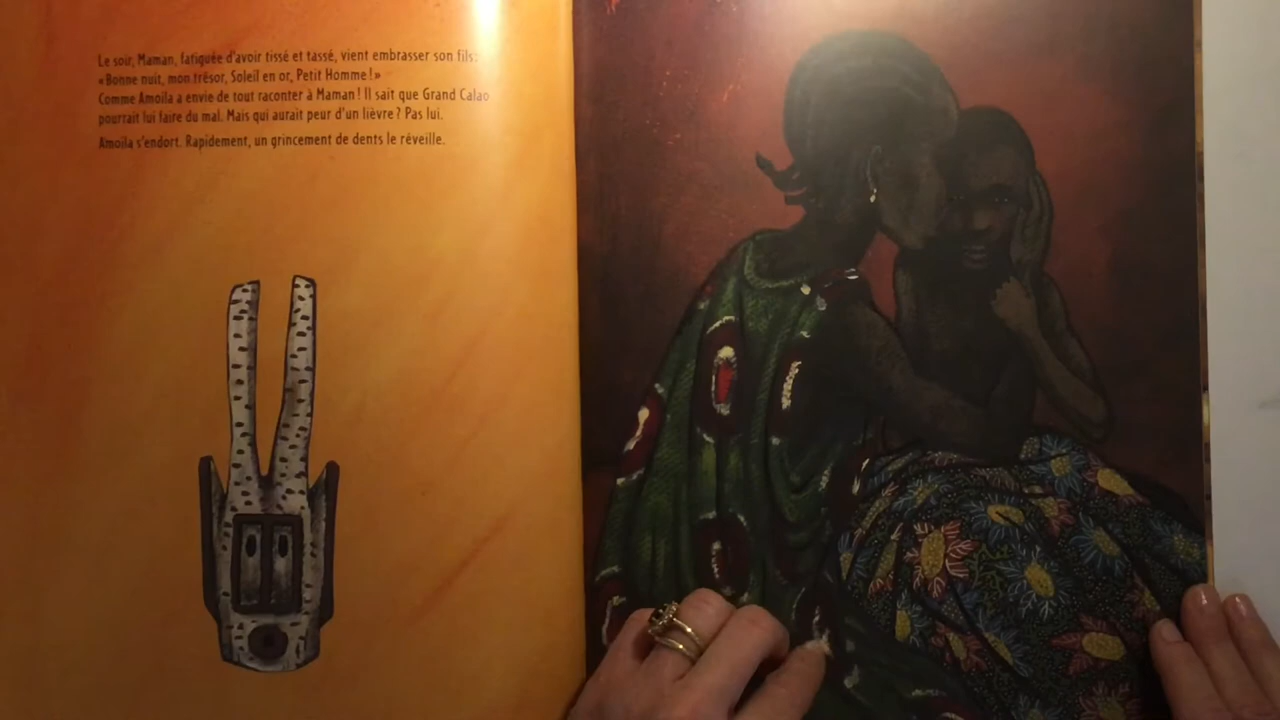 Le soir, Maman, fatiguée d'avoir tissé et tassé, vient embrasser son fils:
«Bonne nuit, mon trésor, Soleil en or, Petit Homme!»
Comme Amoila a envie de tout raconter à Maman! Il sait que Grand Calao
pourrait lui faire du mal. Mais qui aurait peur d'un lièvre? Pas lui.
Amoila s'endort. Rapidement, un grincement de dents le réveille.